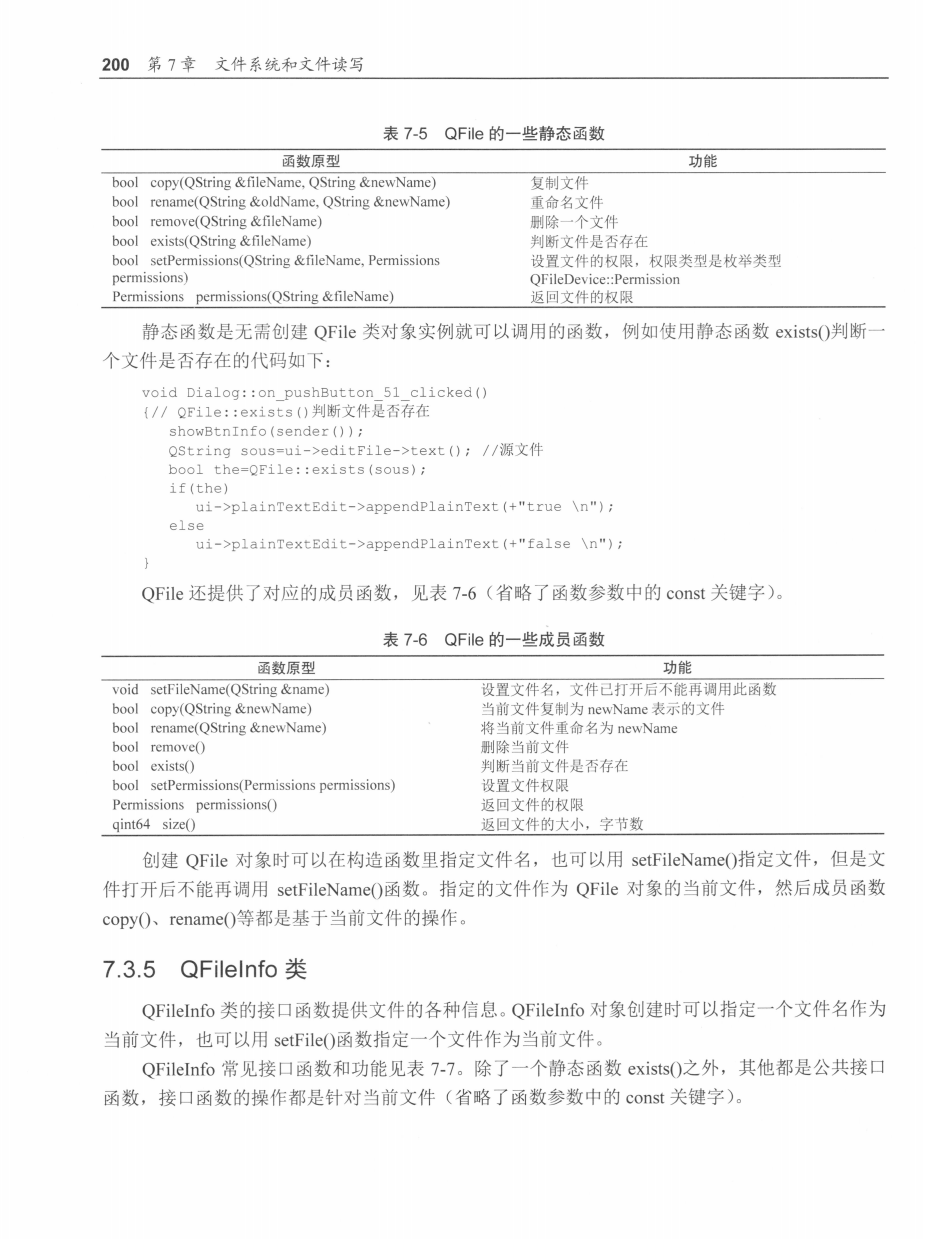 200 第 7 章 文件系统和文件读写
表 7-5 QFile 的一些静态函数
函数原型 功能
bool copy(QString &fileName, QString &newName) 复制文件
bool rename(QString &oldName, QString &newName) 重命名文件
bool remove(QString &fileName) 删除一个文件
bool exists(QString &fileName) 判断文件是否存在
bool setPermissions(QString &fileName, Permissions 设置文件的权限，权限类型是枚举类型
permissions) QFileDevice::Permission
Permissions permissions(QString &fileName) 返回文件的权限
静态函数是无需创建 QFile 类对象实例就可以调用的函数，例如使用静态函数 exists()判断一
个文件是否存在的代码如下：
void Dialog::on_pushButton_51_clicked()
{// QFile::exists()判断文件是否存在
showBtnInfo(sender());
QString sous=ui->editFile->text(); //源文件
bool the=QFile::exists(sous);
if(the)
ui->plainTextEdit->appendPlainText(+"true \n");
else
ui->plainTextEdit->appendPlainText(+"false \n");
}
QFile 还提供了对应的成员函数，见表 7-6（省略了函数参数中的 const 关键字）。
表 7-6 QFile 的一些成员函数
函数原型 功能
void setFileName(QString &name) 设置文件名，文件已打开后不能再调用此函数
bool copy(QString &newName) 当前文件复制为 newName 表示的文件
bool rename(QString &newName) 将当前文件重命名为 newName
bool remove() 删除当前文件
bool exists() 判断当前文件是否存在
bool setPermissions(Permissions permissions) 设置文件权限
Permissions permissions() 返回文件的权限
qint64 size() 返回文件的大小，字节数
创建 QFile 对象时可以在构造函数里指定文件名，也可以用 setFileName()指定文件，但是文
件打开后不能再调用 setFileName()函数。指定的文件作为 QFile 对象的当前文件，然后成员函数
copy()、rename()等都是基于当前文件的操作。
7.3.5 QFileInfo 类
QFileInfo 类的接口函数提供文件的各种信息。QFileInfo 对象创建时可以指定一个文件名作为
当前文件，也可以用 setFile()函数指定一个文件作为当前文件。
QFileInfo 常见接口函数和功能见表 7-7。除了一个静态函数 exists()之外，其他都是公共接口
函数，接口函数的操作都是针对当前文件（省略了函数参数中的 const 关键字）。